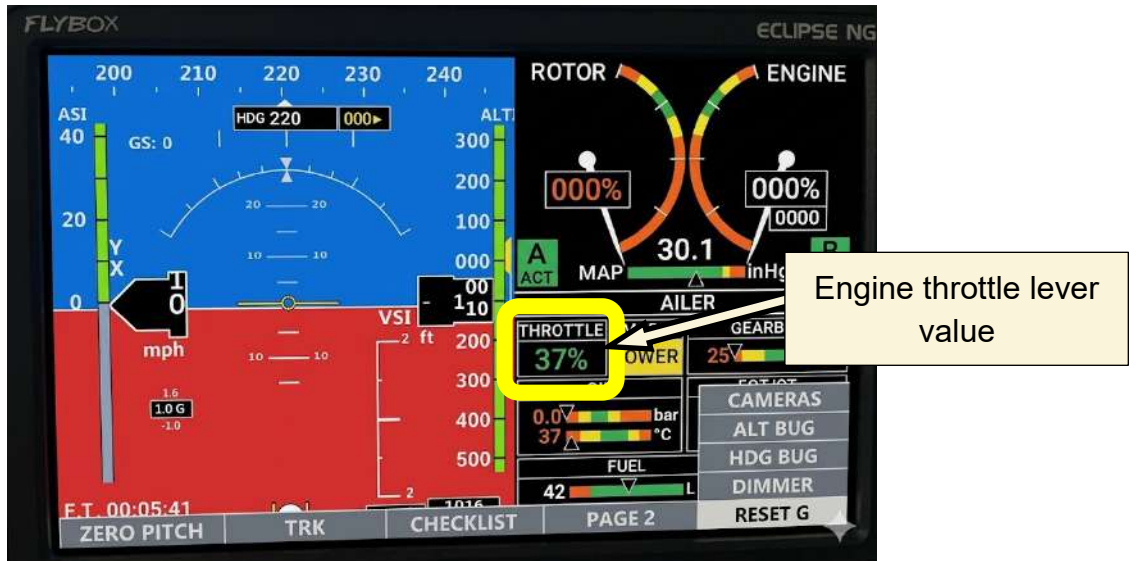 FLYBOX
ECLIPSE NG
200 210 220 230 240
HDG 220 000
ASI
ALT
40
GS: 0
300
20 20
200
20
100
Y
X
10 10
000
1
0
0
00
- 1 10
VSI
2 ft
200
mph
10 10
1.6
1.0 G
-1.0
300
400
500
2
1016
F.T. 00:05:41
ROTOR ENGINE
000% 000%
0000
A
ACT
30.1
B
MAP inHg
AILER
THROTTLE
37%
OWER
GEARB
25
0.0 bar
37 °C
FUEL
42 L
CAMERAS
ALT BUG
HDG BUG
DIMMER
RESET G
ZERO PITCH TRK CHECKLIST PAGE 2
Engine throttle lever
value